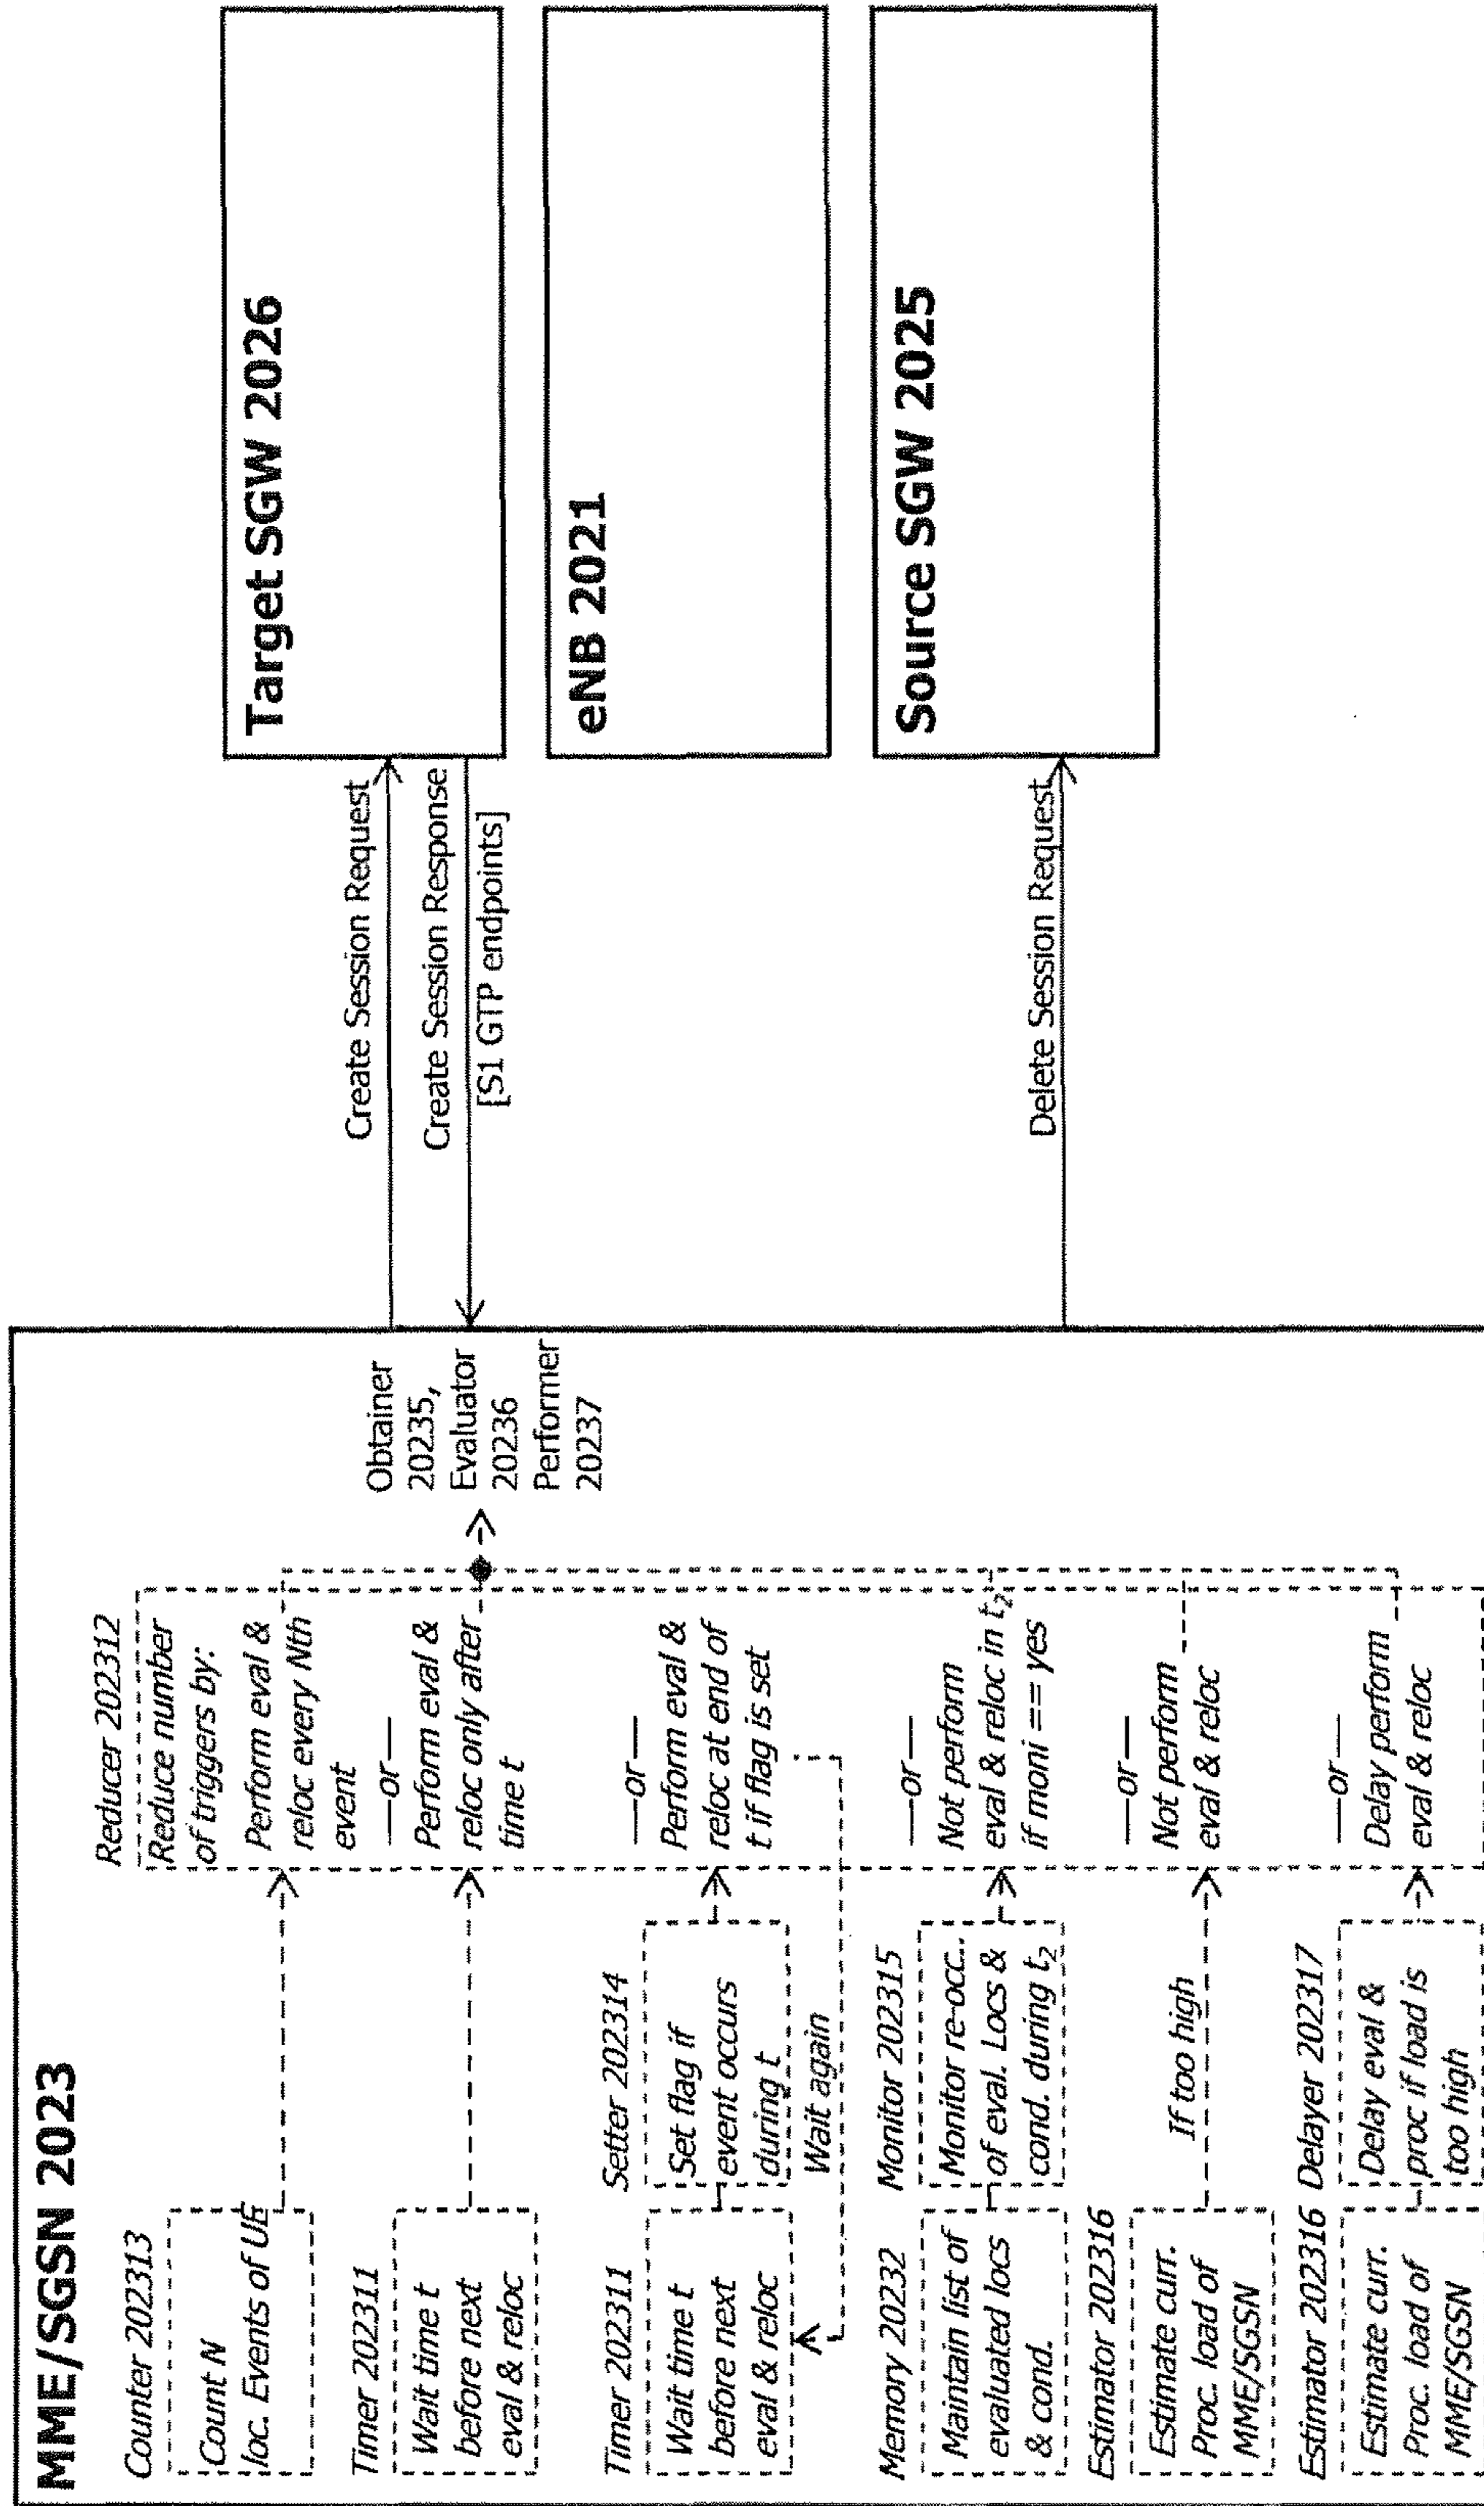 MME/SGSN 2023
Counter 202313
Count N
loc. Events of UE
Timer 202311
Wait time t
before next
eval & reloc
Timer 202311
Wait time t
before next
eval & reloc
Setter 202314
Set flag if
event occurs
during t
Wait again
Memory 20232
Maintain list of
evaluated locs
& cond.
Monitor 202315
Monitor re-occ..
of eval. Locs &
cond. during t₂
Estimator 202316
Estimate curr.
Proc. load of
MME/SGSN
If too high
Estimator 202316
Estimate curr.
Proc. load of
MME/SGSN
Delayer 202317
Delay eval &
proc if load is
too high
Reducer 202312
Reduce number
of triggers by:
Perform eval &
reloc every Nth
event
—or—
Perform eval &
reloc only after
time t
—or—
Perform eval &
reloc at end of
t if flag is set
—or—
Not perform
eval & reloc in t₂
if moni == yes
—or—
Not perform
eval & reloc
—or—
Delay perform
eval & reloc
Obtainer
20235,
Evaluator
20236
Performer
20237
Create Session Request
Create Session Response
[S1 GTP endpoints]
Delete Session Request
Target SGW 2026
eNB 2021
Source SGW 2025